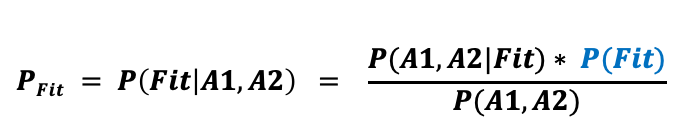 P_Fit = P(Fit|A1, A2) = P(A1, A2|Fit) * P(Fit)
P(A1, A2)